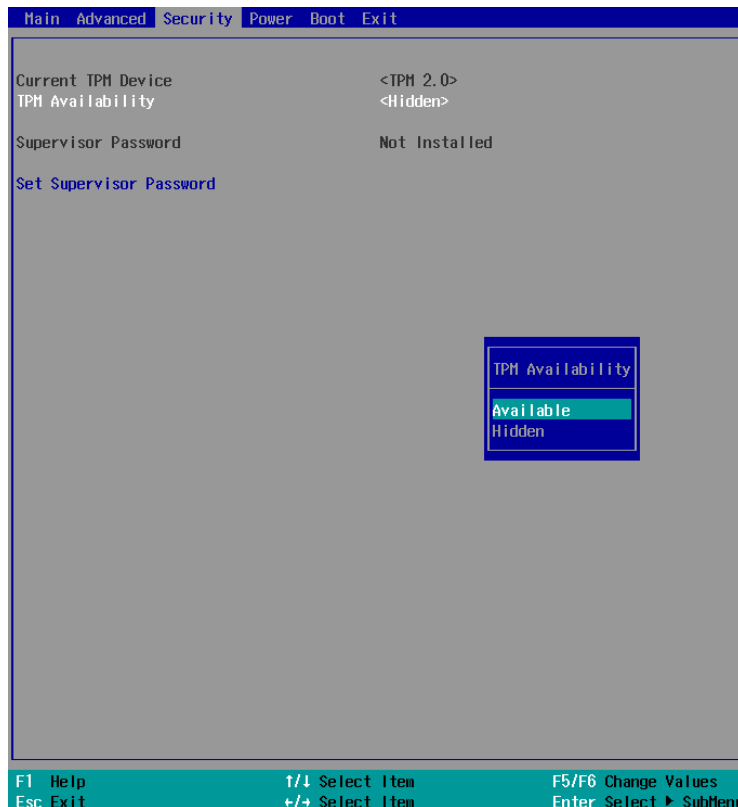 Main Advanced Security Power Boot Exit
Current TPM Device <TPM 2.0>
TPM Availability <Hidden>
Supervisor Password Not Installed
Set Supervisor Password
TPM Availability
Available
Hidden
F1 Help ↑/↓ Select Item F5/F6 Change Values
Esc Exit ←/→ Select Item Enter Select ▶ SubMenu